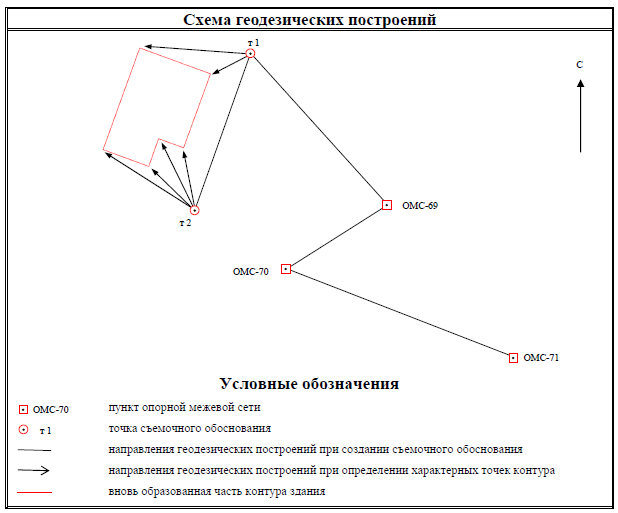 Схема геодезических построений
т 1
С
ОМС-69
т 2
ОМС-70
ОМС-71
Условные обозначения
ОМС-70 пункт опорной межевой сети
т 1 точка съемочного обоснования
направления геодезических построений при создании съемочного обоснования
направления геодезических построений при определении характерных точек контура
вновь образованная часть контура здания